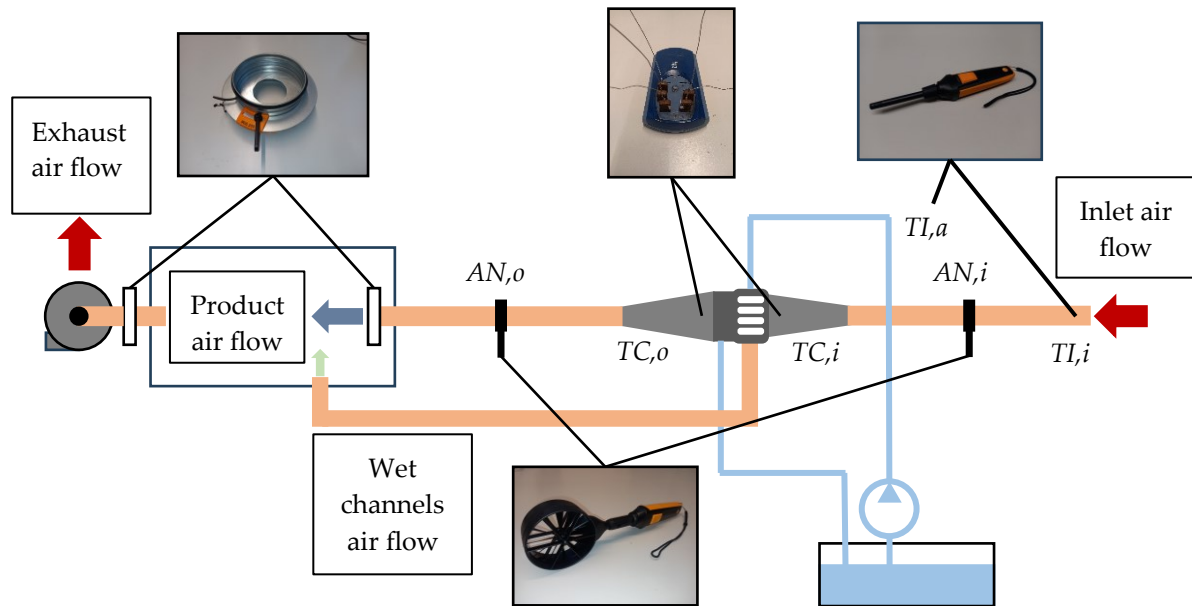 Exhaust
air flow
Inlet air
flow
TI,a
AN,o
AN,i
Product
air flow
TC,o
TC,i
TI,i
Wet
channels
air flow